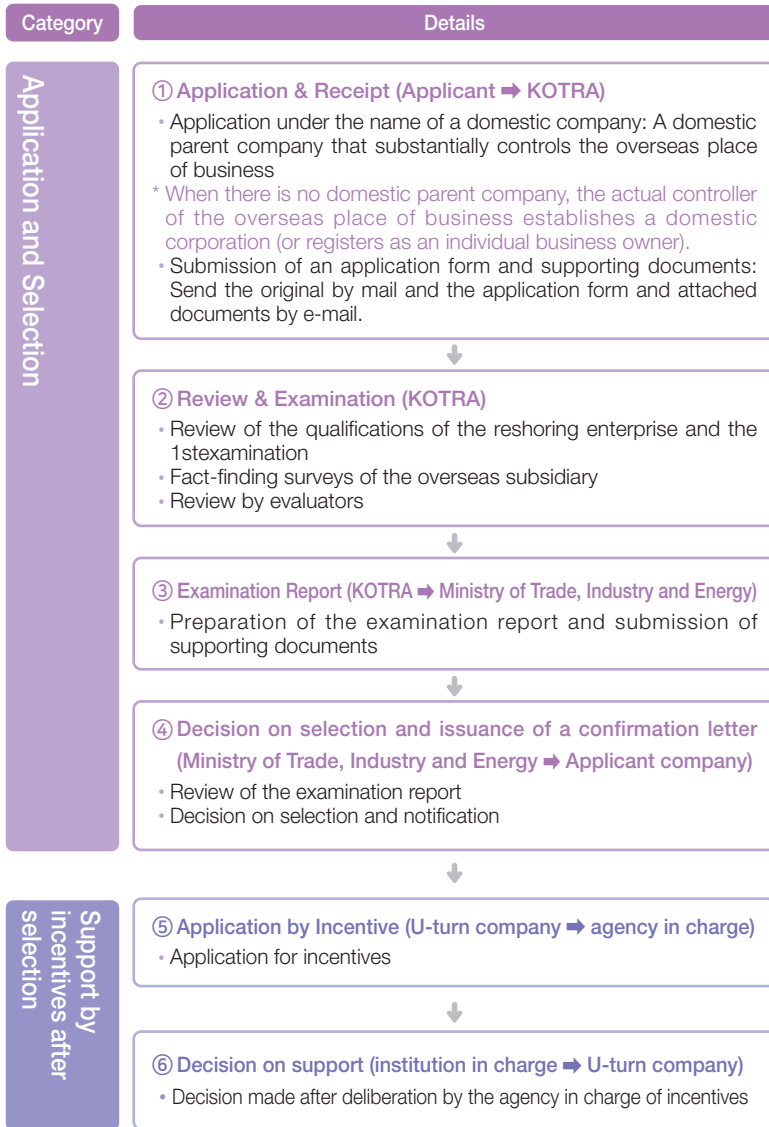 Category
Details
Application and Selection
① Application & Receipt (Applicant ➡ KOTRA)
• Application under the name of a domestic company: A domestic
parent company that substantially controls the overseas place
of business
* When there is no domestic parent company, the actual controller
of the overseas place of business establishes a domestic
corporation (or registers as an individual business owner).
• Submission of an application form and supporting documents:
Send the original by mail and the application form and attached
documents by e-mail.
② Review & Examination (KOTRA)
• Review of the qualifications of the reshoring enterprise and the
1stexamination
• Fact-finding surveys of the overseas subsidiary
• Review by evaluators
③ Examination Report (KOTRA ➡ Ministry of Trade, Industry and Energy)
• Preparation of the examination report and submission of
supporting documents
④ Decision on selection and issuance of a confirmation letter
(Ministry of Trade, Industry and Energy ➡ Applicant company)
• Review of the examination report
• Decision on selection and notification
Support by
incentives after
selection
⑤ Application by Incentive (U-turn company ➡ agency in charge)
• Application for incentives
⑥ Decision on support (institution in charge ➡ U-turn company)
• Decision made after deliberation by the agency in charge of incentives